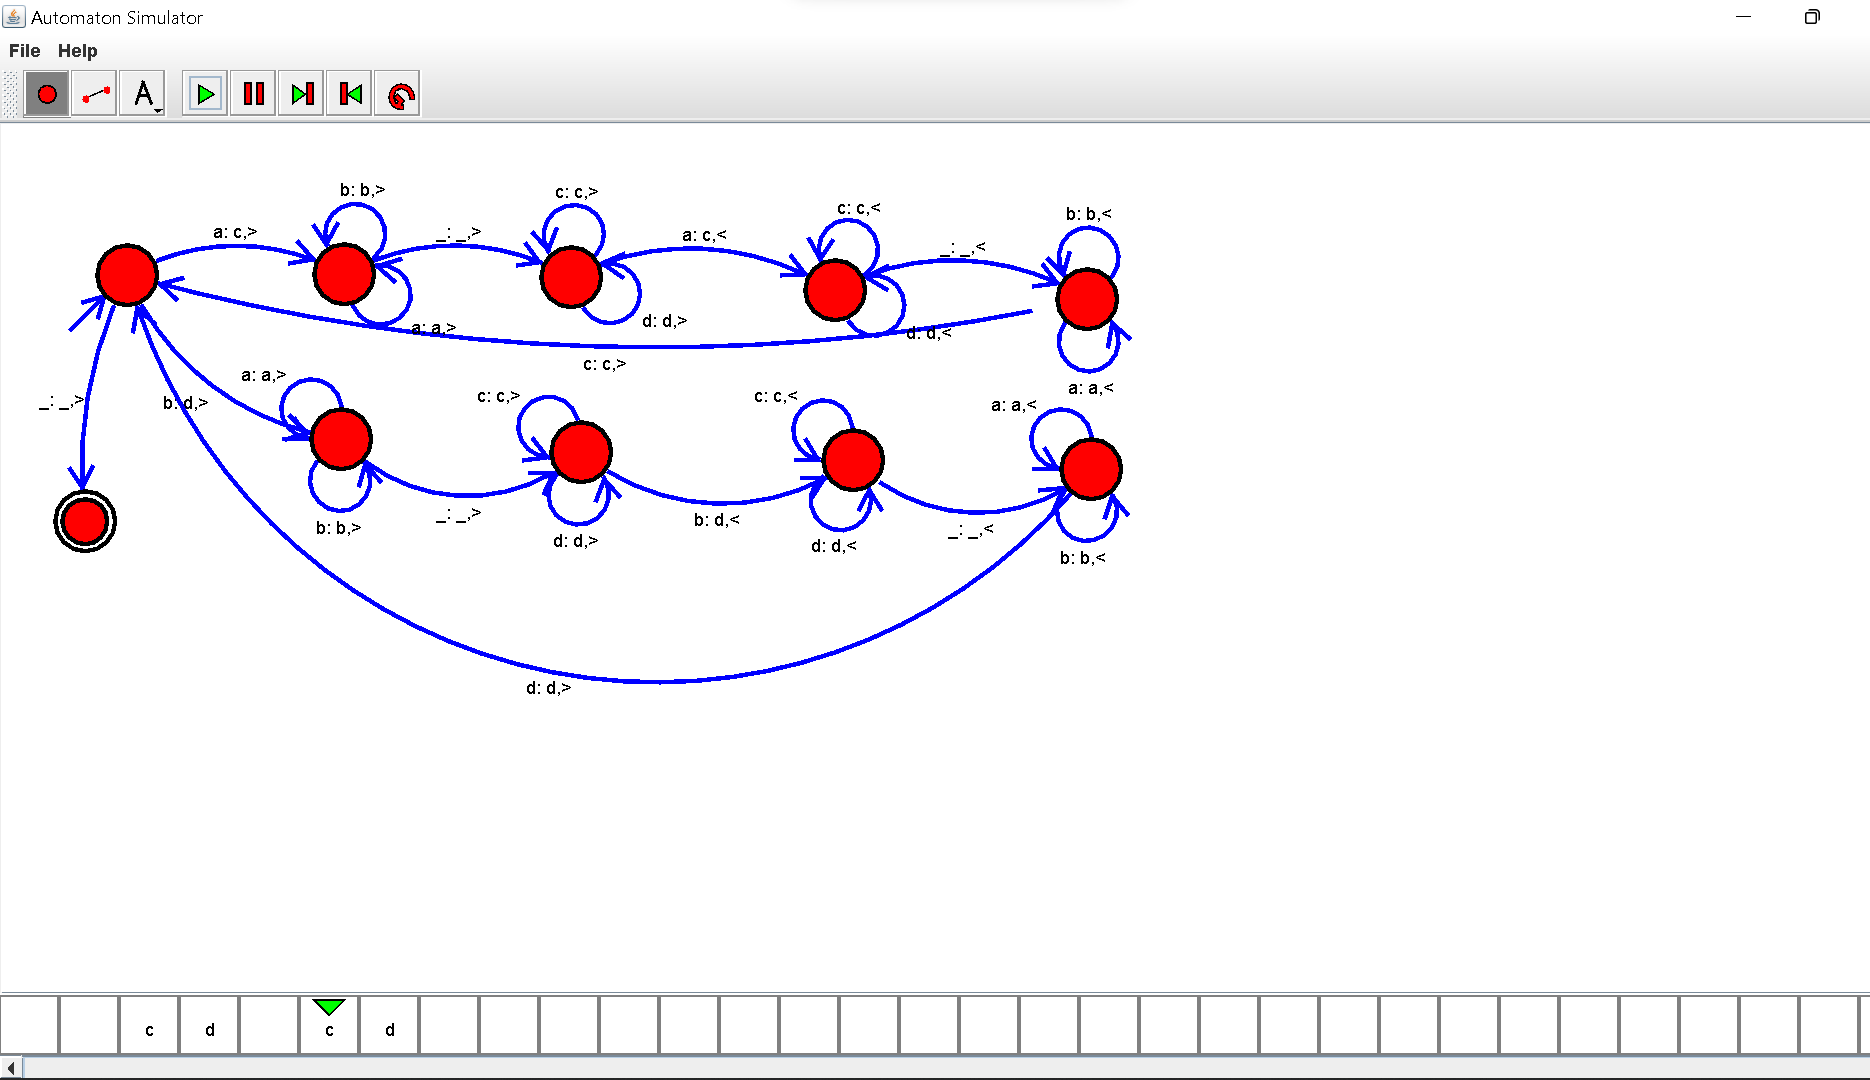 Automaton Simulator
File Help
A
b: b,>
c: c,>
c: c,<
b: b,<
a: c,>
_: _,>
a: c,<
_: _,<
a: a,>
d: d,>
d: d,<
c: c,>
a: a,<
_: _,>
b: d,>
a: a,>
c: c,>
c: c,<
a: a,<
b: b,>
_: _,>
d: d,>
b: d,<
d: d,<
_: _,<
b: b,<
d: d,>
c d c d